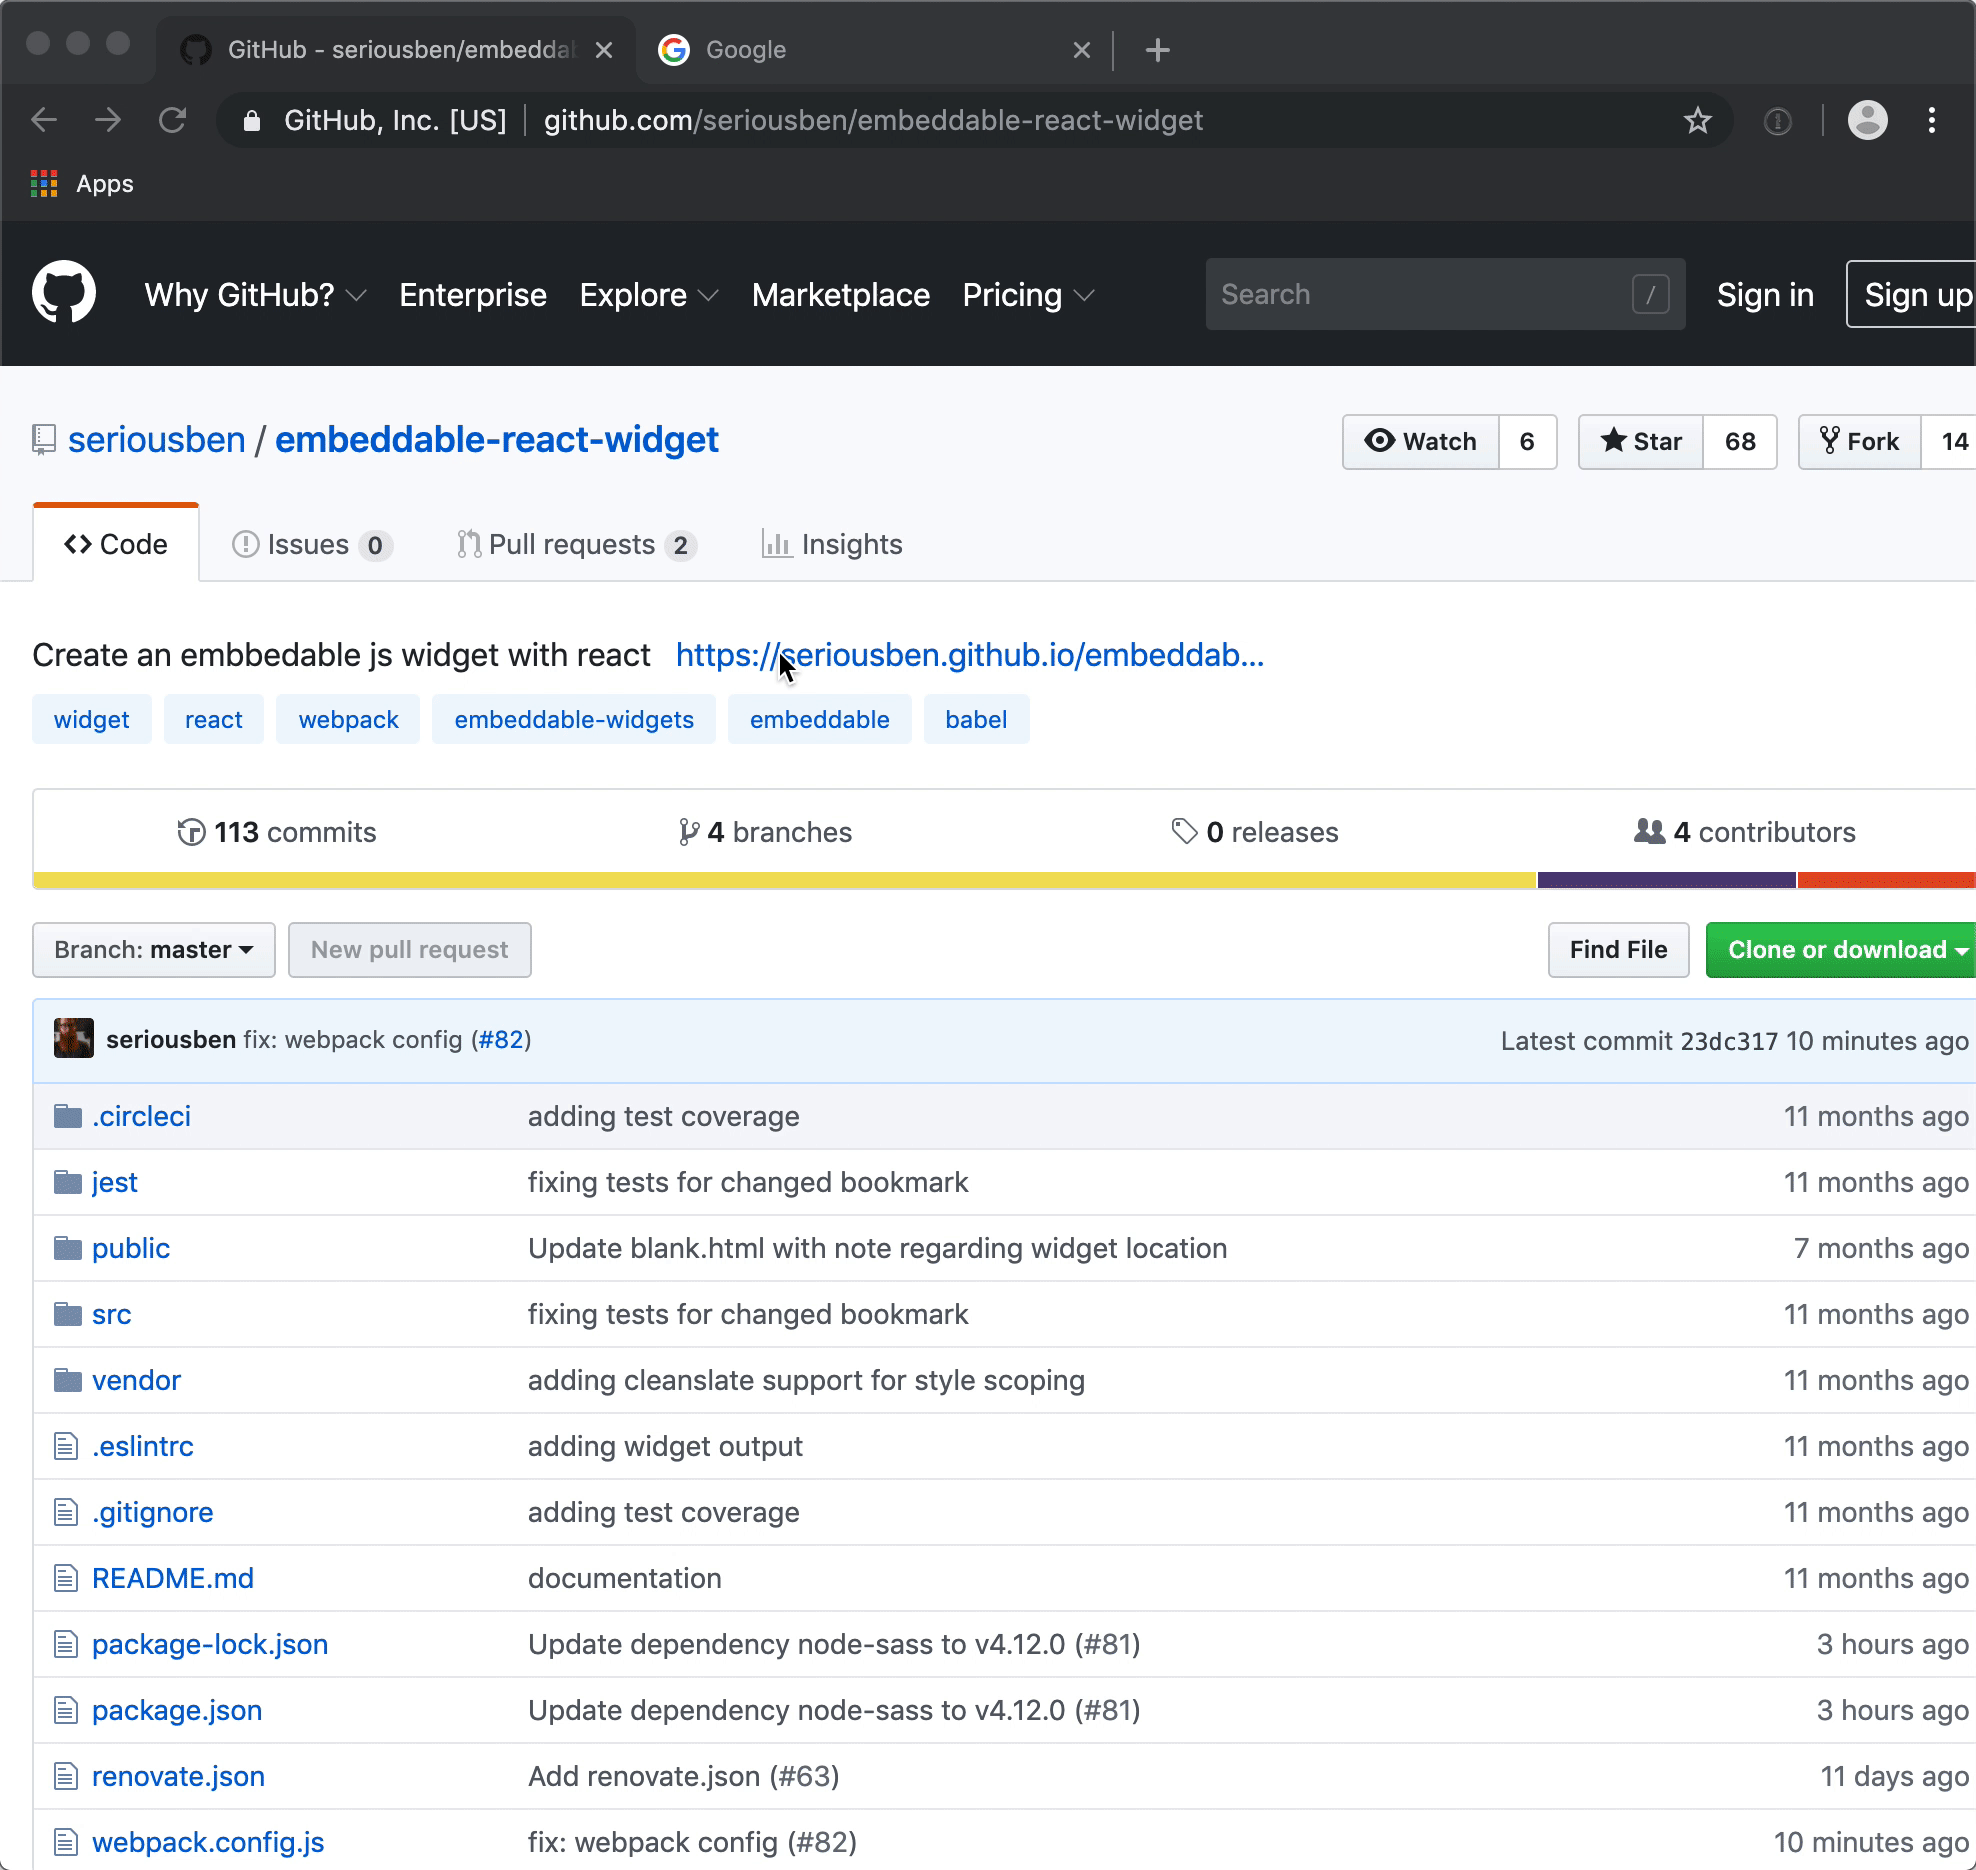 GitHub - seriousben/embeddab
Google
GitHub, Inc. [US] github.com/seriousben/embeddable-react-widget
Apps
Why GitHub? Enterprise Explore Marketplace Pricing Search / Sign in Sign up
seriousben / embeddable-react-widget Watch 6 Star 68 Fork 14
Code Issues 0 Pull requests 2 Insights
Create an embbedable js widget with react https://seriousben.github.io/embeddab...
widget react webpack embeddable-widgets embeddable babel
113 commits 4 branches 0 releases 4 contributors
Branch: master New pull request Find File Clone or download
seriousben fix: webpack config (#82) Latest commit 23dc317 10 minutes ago
.circleci adding test coverage 11 months ago
jest fixing tests for changed bookmark 11 months ago
public Update blank.html with note regarding widget location 7 months ago
src fixing tests for changed bookmark 11 months ago
vendor adding cleanslate support for style scoping 11 months ago
.eslintrc adding widget output 11 months ago
.gitignore adding test coverage 11 months ago
README.md documentation 11 months ago
package-lock.json Update dependency node-sass to v4.12.0 (#81) 3 hours ago
package.json Update dependency node-sass to v4.12.0 (#81) 3 hours ago
renovate.json Add renovate.json (#63) 11 days ago
webpack.config.js fix: webpack config (#82) 10 minutes ago